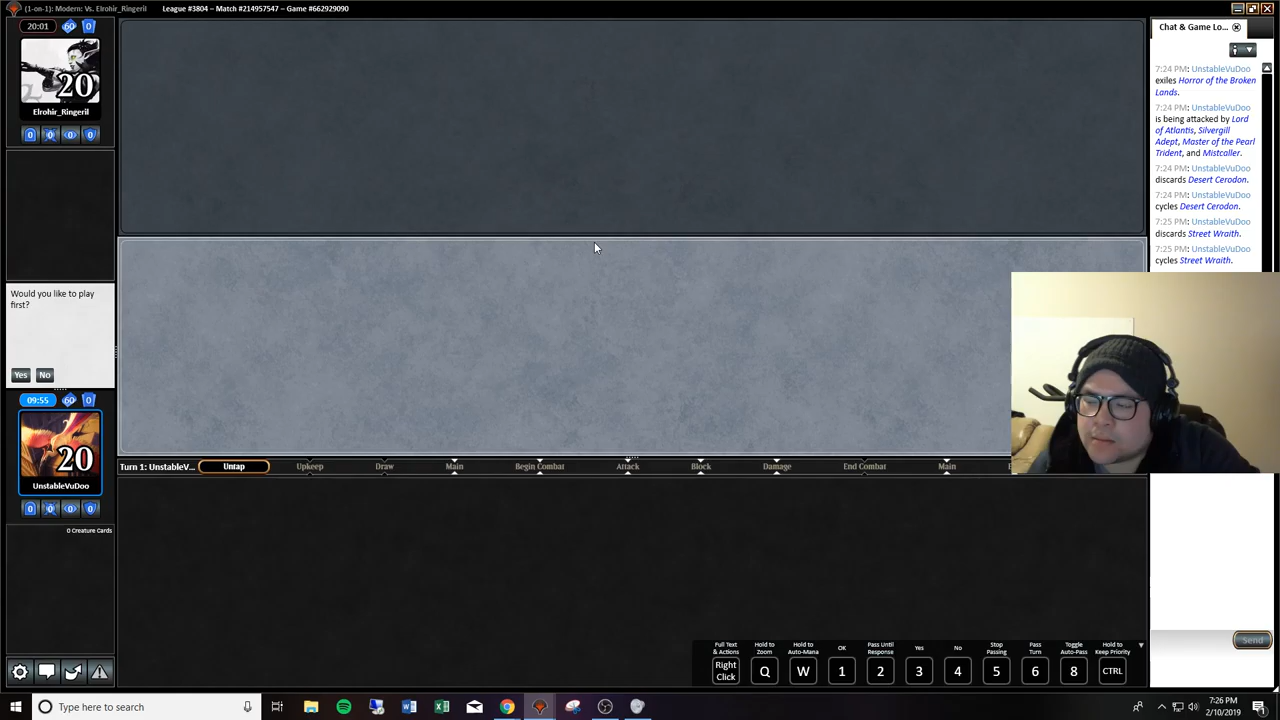 (1-on-1): Modern: Vs. Elrohir_Ringeril
League #3804 – Match #214957547 – Game #662929090
20:01
60
0
20
Elrohir_Ringeril
0
0
0
0
Would you like to play
first?
Yes
No
09:55
60
0
20
UnstableVuDoo
0
0
0
0
0 Creature Cards
Turn 1: UnstableV...
Untap
Upkeep
Draw
Main
Begin Combat
Attack
Block
Damage
End Combat
Main
Chat & Game Lo...
7:24 PM: UnstableVuDoo
exiles Horror of the Broken
Lands.
7:24 PM: UnstableVuDoo
is being attacked by Lord
of Atlantis, Silvergill
Adept, Master of the Pearl
Trident, and Mistcaller.
7:24 PM: UnstableVuDoo
discards Desert Cerodon.
7:24 PM: UnstableVuDoo
cycles Desert Cerodon.
7:25 PM: UnstableVuDoo
discards Street Wraith.
7:25 PM: UnstableVuDoo
cycles Street Wraith.
Send
Full Text
& Actions
Right
Click
Hold to
Zoom
Q
Hold to
Auto-Mana
W
OK
1
Pass Until
Response
2
Yes
3
No
4
Stop
Passing
5
Pass
Turn
6
Toggle
Auto-Pass
8
Hold to
Keep Priority
CTRL
Type here to search
7:26 PM
2/10/2019
1